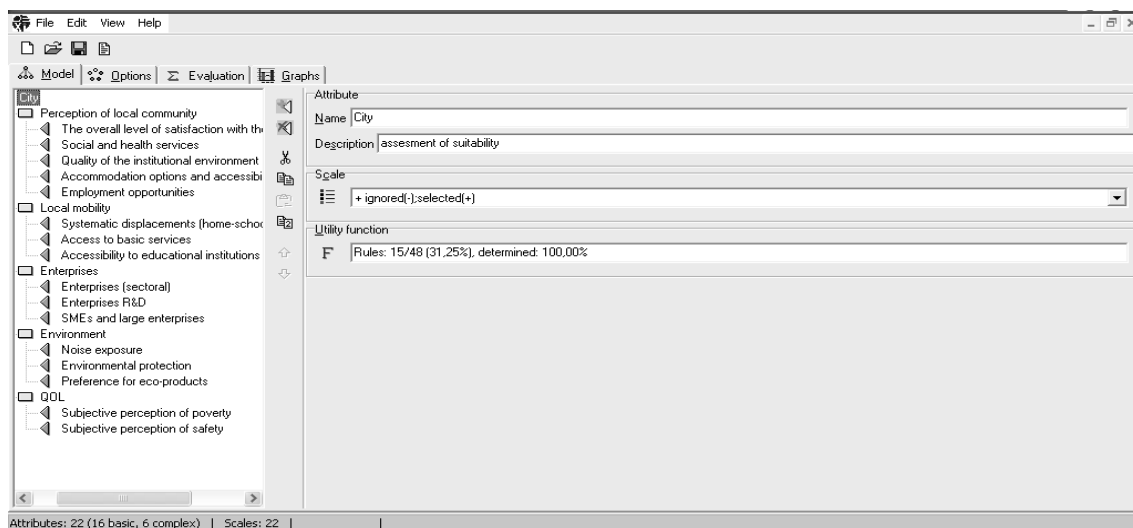 File Edit View Help
Model Options Evaluation Graphs
City
Perception of local community
The overall level of satisfaction with the
Social and health services
Quality of the institutional environment
Accommodation options and accessibi
Employment opportunities
Local mobility
Systematic displacements (home-schoo
Access to basic services
Accessibility to educational institutions
Enterprises
Enterprises (sectoral)
Enterprises R&D
SMEs and large enterprises
Environment
Noise exposure
Environmental protection
Preference for eco-products
QOL
Subjective perception of poverty
Subjective perception of safety
Attribute
Name City
Description assesment of suitability
Scale
+ ignored(-);selected(+)
Utility function
F Rules: 15/48 (31,25%), determined: 100,00%
Attributes: 22 (16 basic, 6 complex) | Scales: 22 |